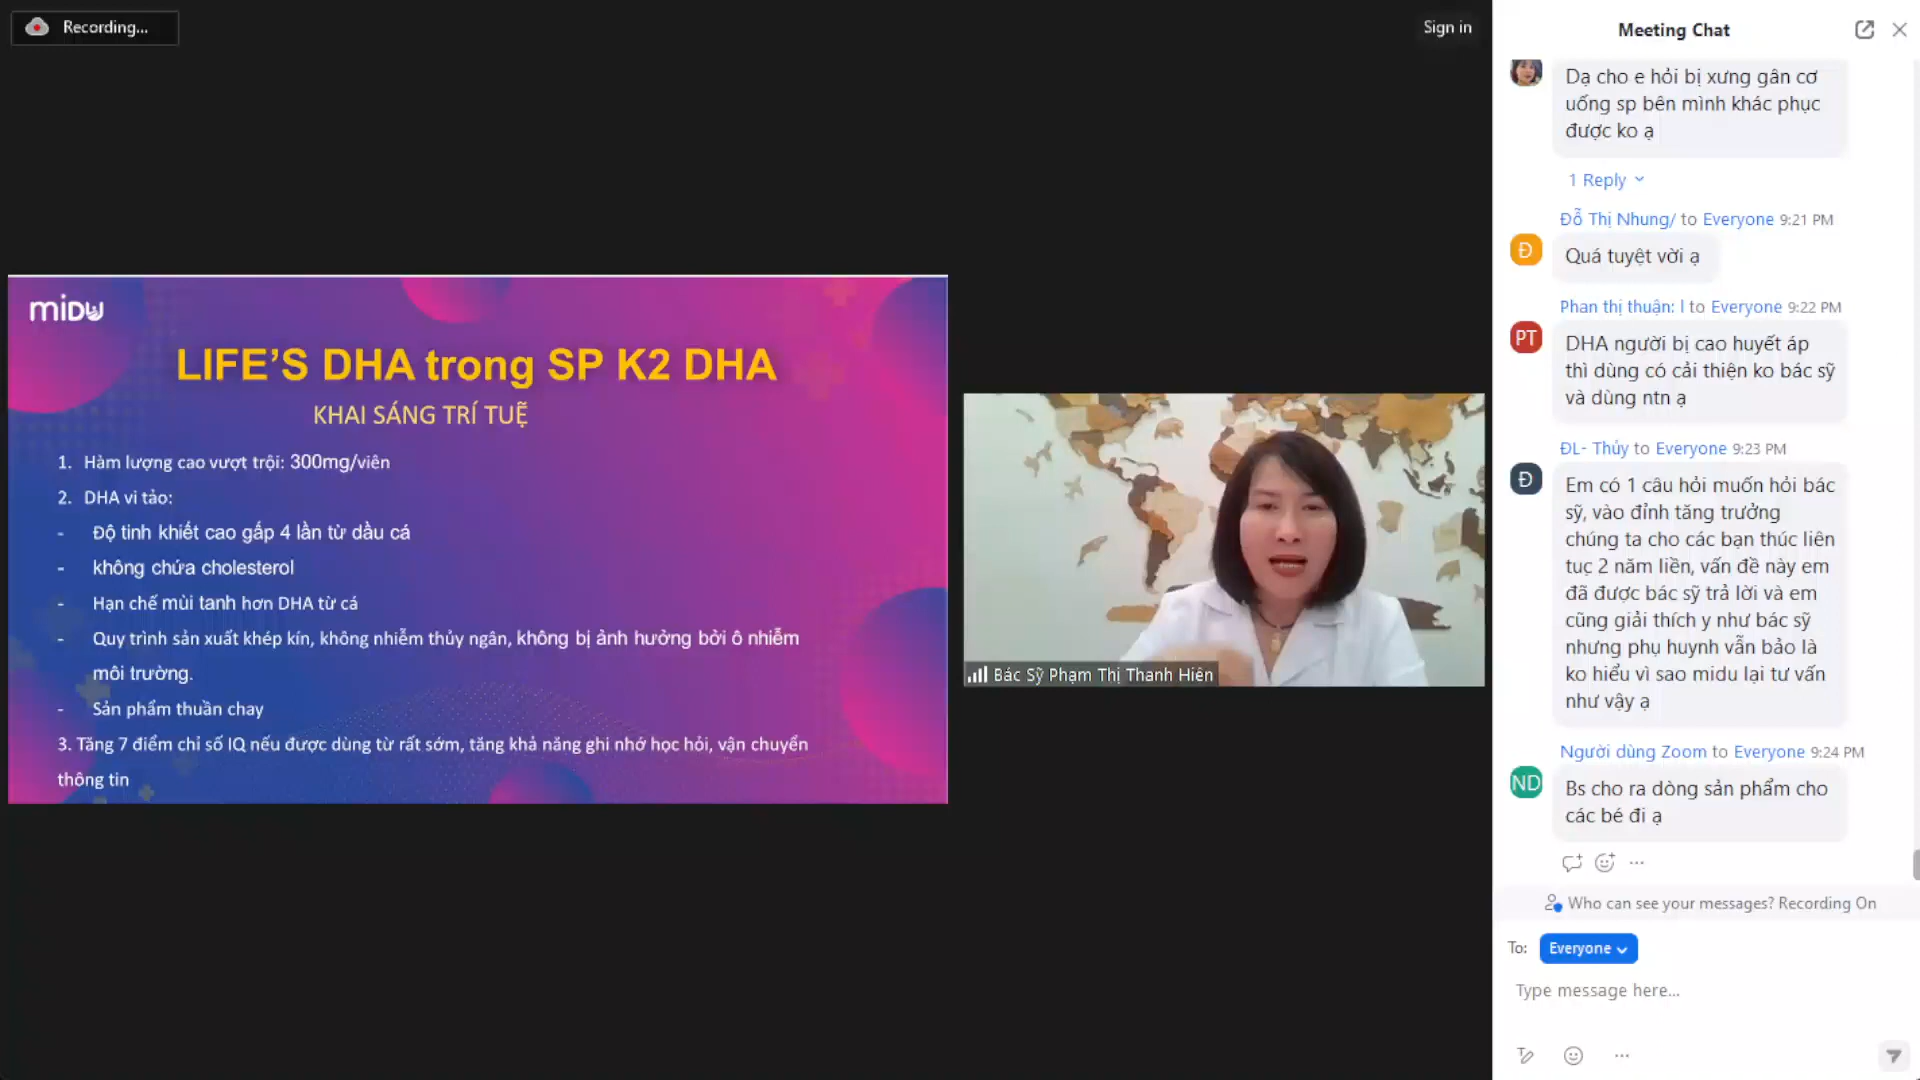 Recording...
Sign in
miDU
LIFE'S DHA trong SP K2 DHA
KHAI SÁNG TRÍ TUỆ
1. Hàm lượng cao vượt trội: 300mg/viên
2. DHA vi tảo:
- Độ tinh khiết cao gấp 4 lần từ dầu cá
- không chứa cholesterol
- Hạn chế mùi tanh hơn DHA từ cá
- Quy trình sản xuất khép kín, không nhiễm thủy ngân, không bị ảnh hưởng bởi ô nhiễm
môi trường.
- Sản phẩm thuần chay
3. Tăng 7 điểm chỉ số IQ nếu được dùng từ rất sớm, tăng khả năng ghi nhớ học hỏi, vận chuyển
thông tin
Bác Sỹ Phạm Thị Thanh Hiên
Meeting Chat
Dạ cho e hỏi bị xưng gân cơ
uống sp bên mình khác phục
được ko ạ
1 Reply
Đỗ Thị Nhung/ to Everyone 9:21 PM
Đ
Quá tuyệt vời ạ
Phan thị thuận: l to Everyone 9:22 PM
PT
DHA người bị cao huyết áp
thì dùng có cải thiện ko bác sỹ
và dùng ntn ạ
ĐL- Thủy to Everyone 9:23 PM
Đ
Em có 1 câu hỏi muốn hỏi bác
sỹ, vào đỉnh tăng trưởng
chúng ta cho các bạn thúc liên
tục 2 năm liền, vấn đề này em
đã được bác sỹ trả lời và em
cũng giải thích y như bác sỹ
nhưng phụ huynh vẫn bảo là
ko hiểu vì sao midu lại tư vấn
như vậy ạ
Người dùng Zoom to Everyone 9:24 PM
ND
Bs cho ra dòng sản phẩm cho
các bé đi ạ
Who can see your messages? Recording On
To: Everyone
Type message here...